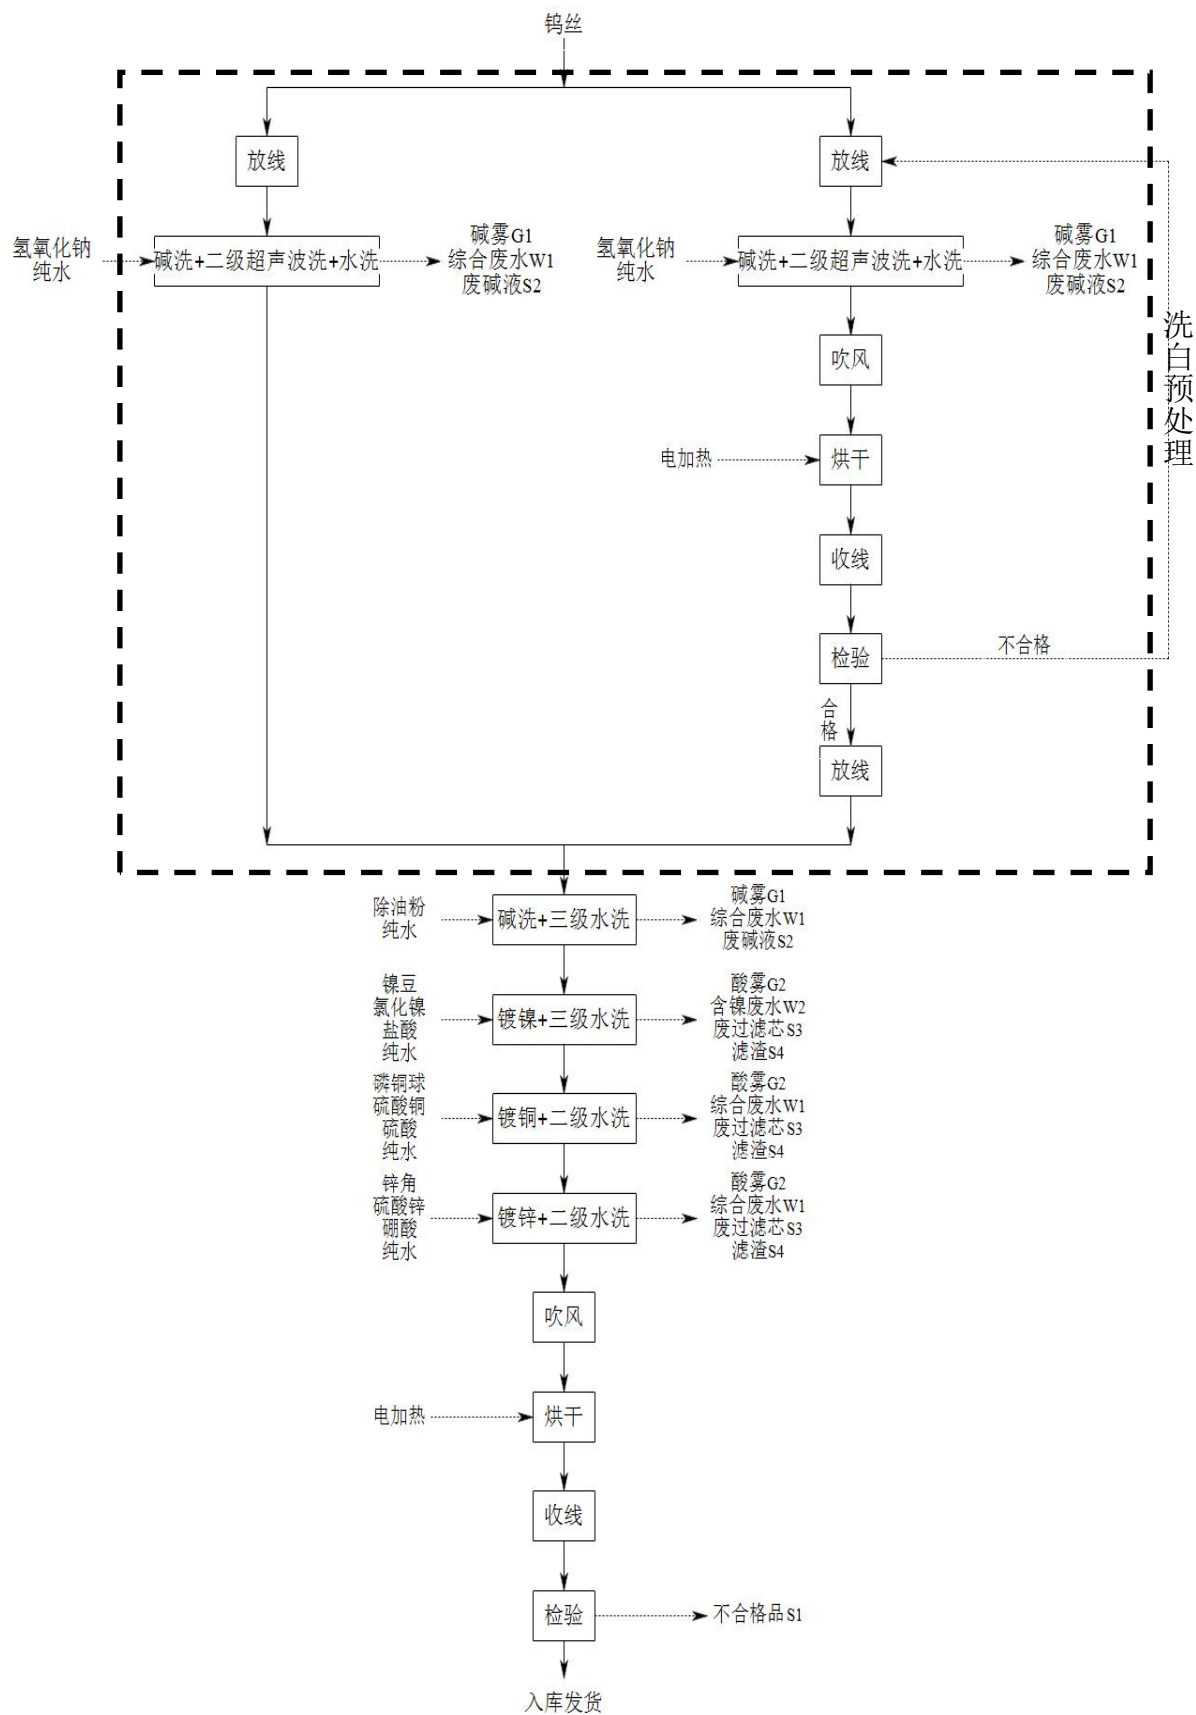 钨丝
放线
放线
氢氧化钠
纯水
碱洗+二级超声波洗+水洗
碱雾G1
综合废水W1
废碱液S2
氢氧化钠
纯水
碱洗+二级超声波洗+水洗
碱雾G1
综合废水W1
废碱液S2
洗白预处理
吹风
电加热
烘干
收线
检验
不合格
合格
放线
除油粉
纯水
碱洗+三级水洗
碱雾G1
综合废水W1
废碱液S2
镍豆
氯化镍
盐酸
纯水
镀镍+三级水洗
酸雾G2
含镍废水W2
废过滤芯S3
滤渣S4
磷铜球
硫酸铜
硫酸
纯水
镀铜+二级水洗
酸雾G2
综合废水W1
废过滤芯S3
滤渣S4
锌角
硫酸锌
硼酸
纯水
镀锌+二级水洗
酸雾G2
综合废水W1
废过滤芯S3
滤渣S4
吹风
电加热
烘干
收线
检验
不合格品S1
入库发货